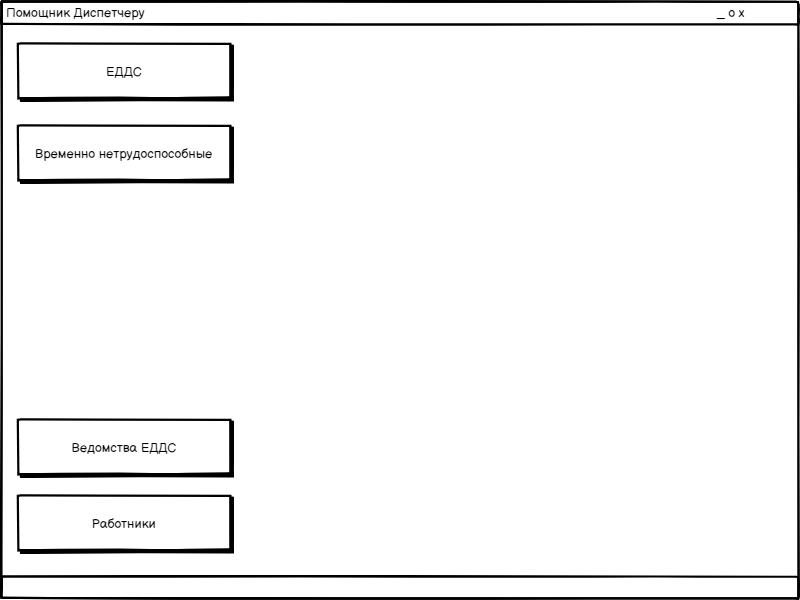 Помощник Диспетчеру
_ o x
ЕДДС
Временно нетрудоспособные
Ведомства ЕДДС
Работники